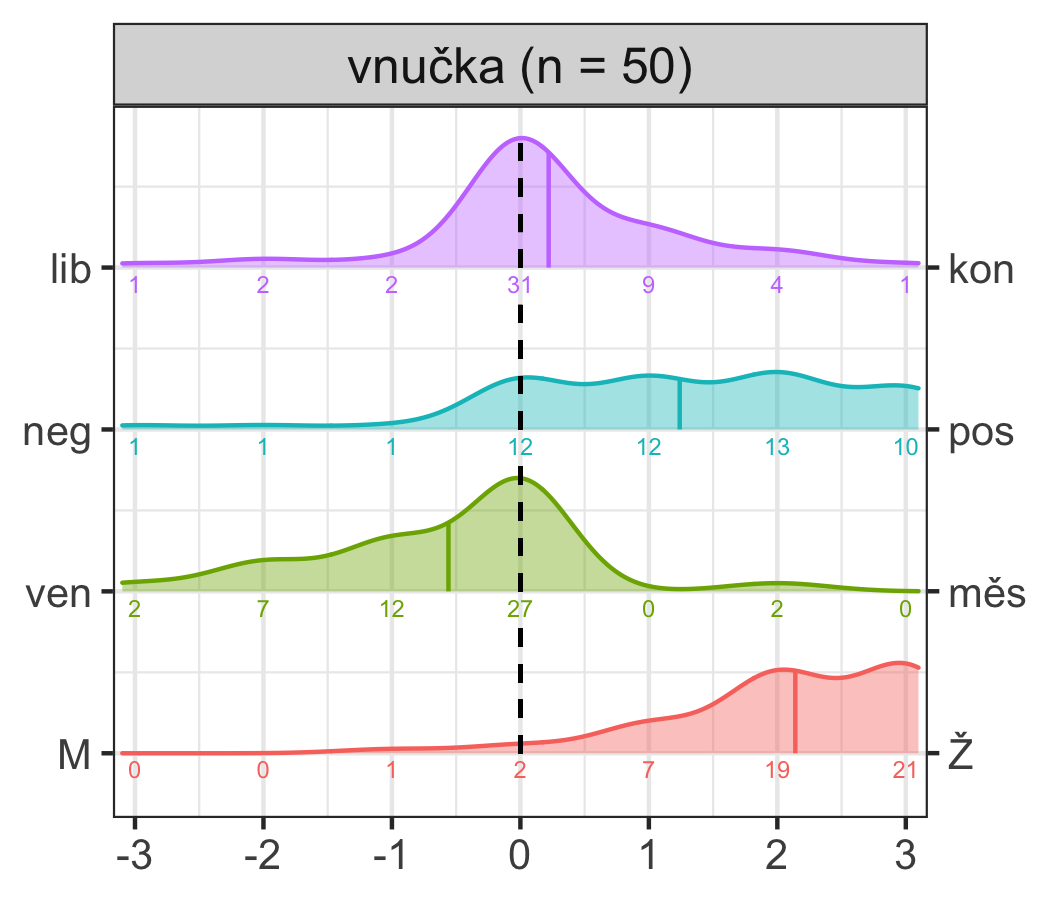 vnučka (n = 50)
lib kon
1 2 2 31 9 4 1
neg pos
1 1 1 12 12 13 10
ven měs
2 7 12 27 0 2 0
M Ž
0 0 1 2 7 19 21
-3 -2 -1 0 1 2 3